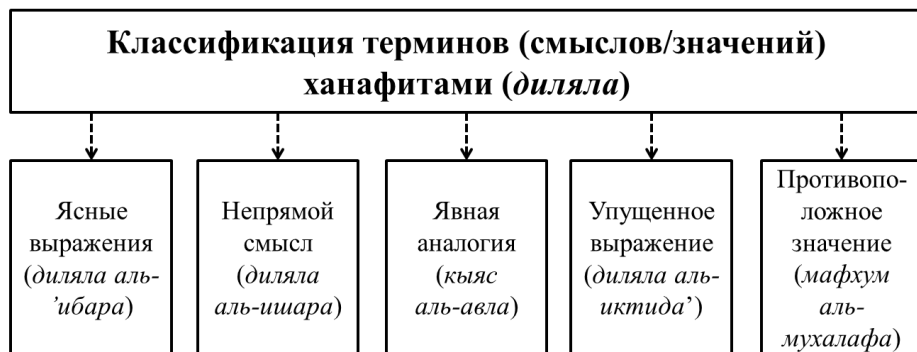 Классификация терминов (смыслов/значений)
ханафитами (диляла)
Ясные
выражения
(диляла аль-
’ибара)
Непрямой
смысл
(диляла
аль-ишара)
Явная
аналогия
(кыяс
аль-авла)
Упущенное
выражение
(диляла аль-
иктида’)
Противопо-
ложное
значение
(мафхум
аль-
мухалафа)